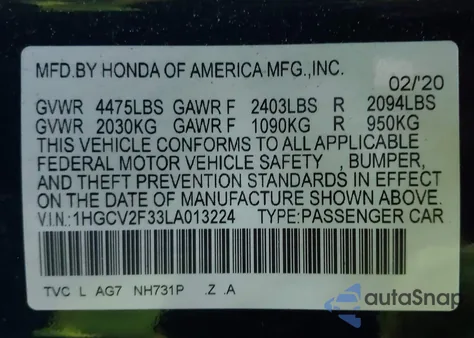 MFD.BY HONDA OF AMERICA MFG.,INC.
02/'20
GVWR 4475LBS GAWR F 2403LBS R 2094LBS
GVWR 2030KG GAWR F 1090KG R 950KG
THIS VEHICLE CONFORMS TO ALL APPLICABLE
FEDERAL MOTOR VEHICLE SAFETY , BUMPER,
AND THEFT PREVENTION STANDARDS IN EFFECT
ON THE DATE OF MANUFACTURE SHOWN ABOVE.
V.I.N:1HGCV2F33LA013224 TYPE:PASSENGER CAR
TVC L AG7 NH731P .Z .A
autoSnap